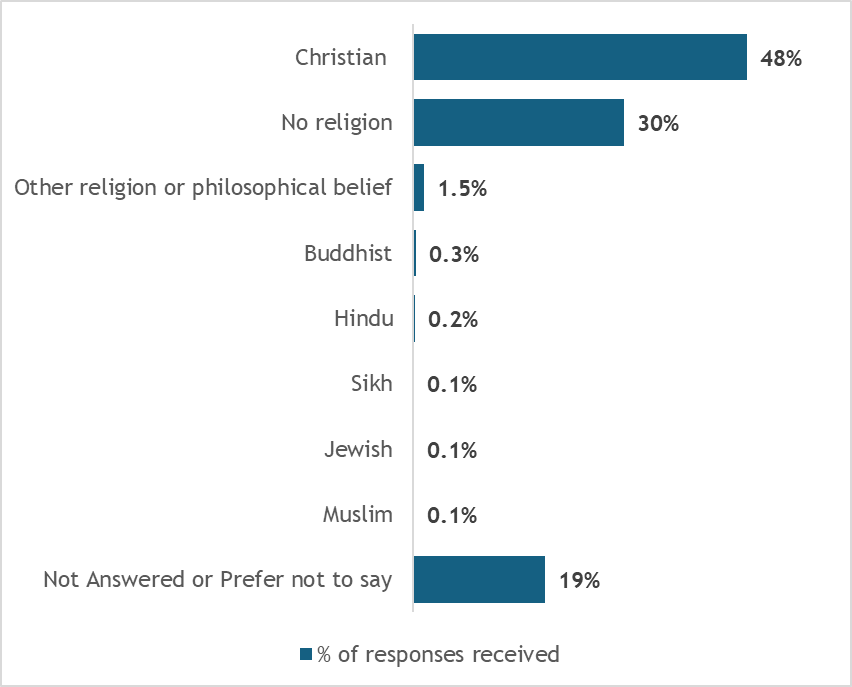 Christian 48%
No religion 30%
Other religion or philosophical belief 1.5%
Buddhist 0.3%
Hindu 0.2%
Sikh 0.1%
Jewish 0.1%
Muslim 0.1%
Not Answered or Prefer not to say 19%
% of responses received